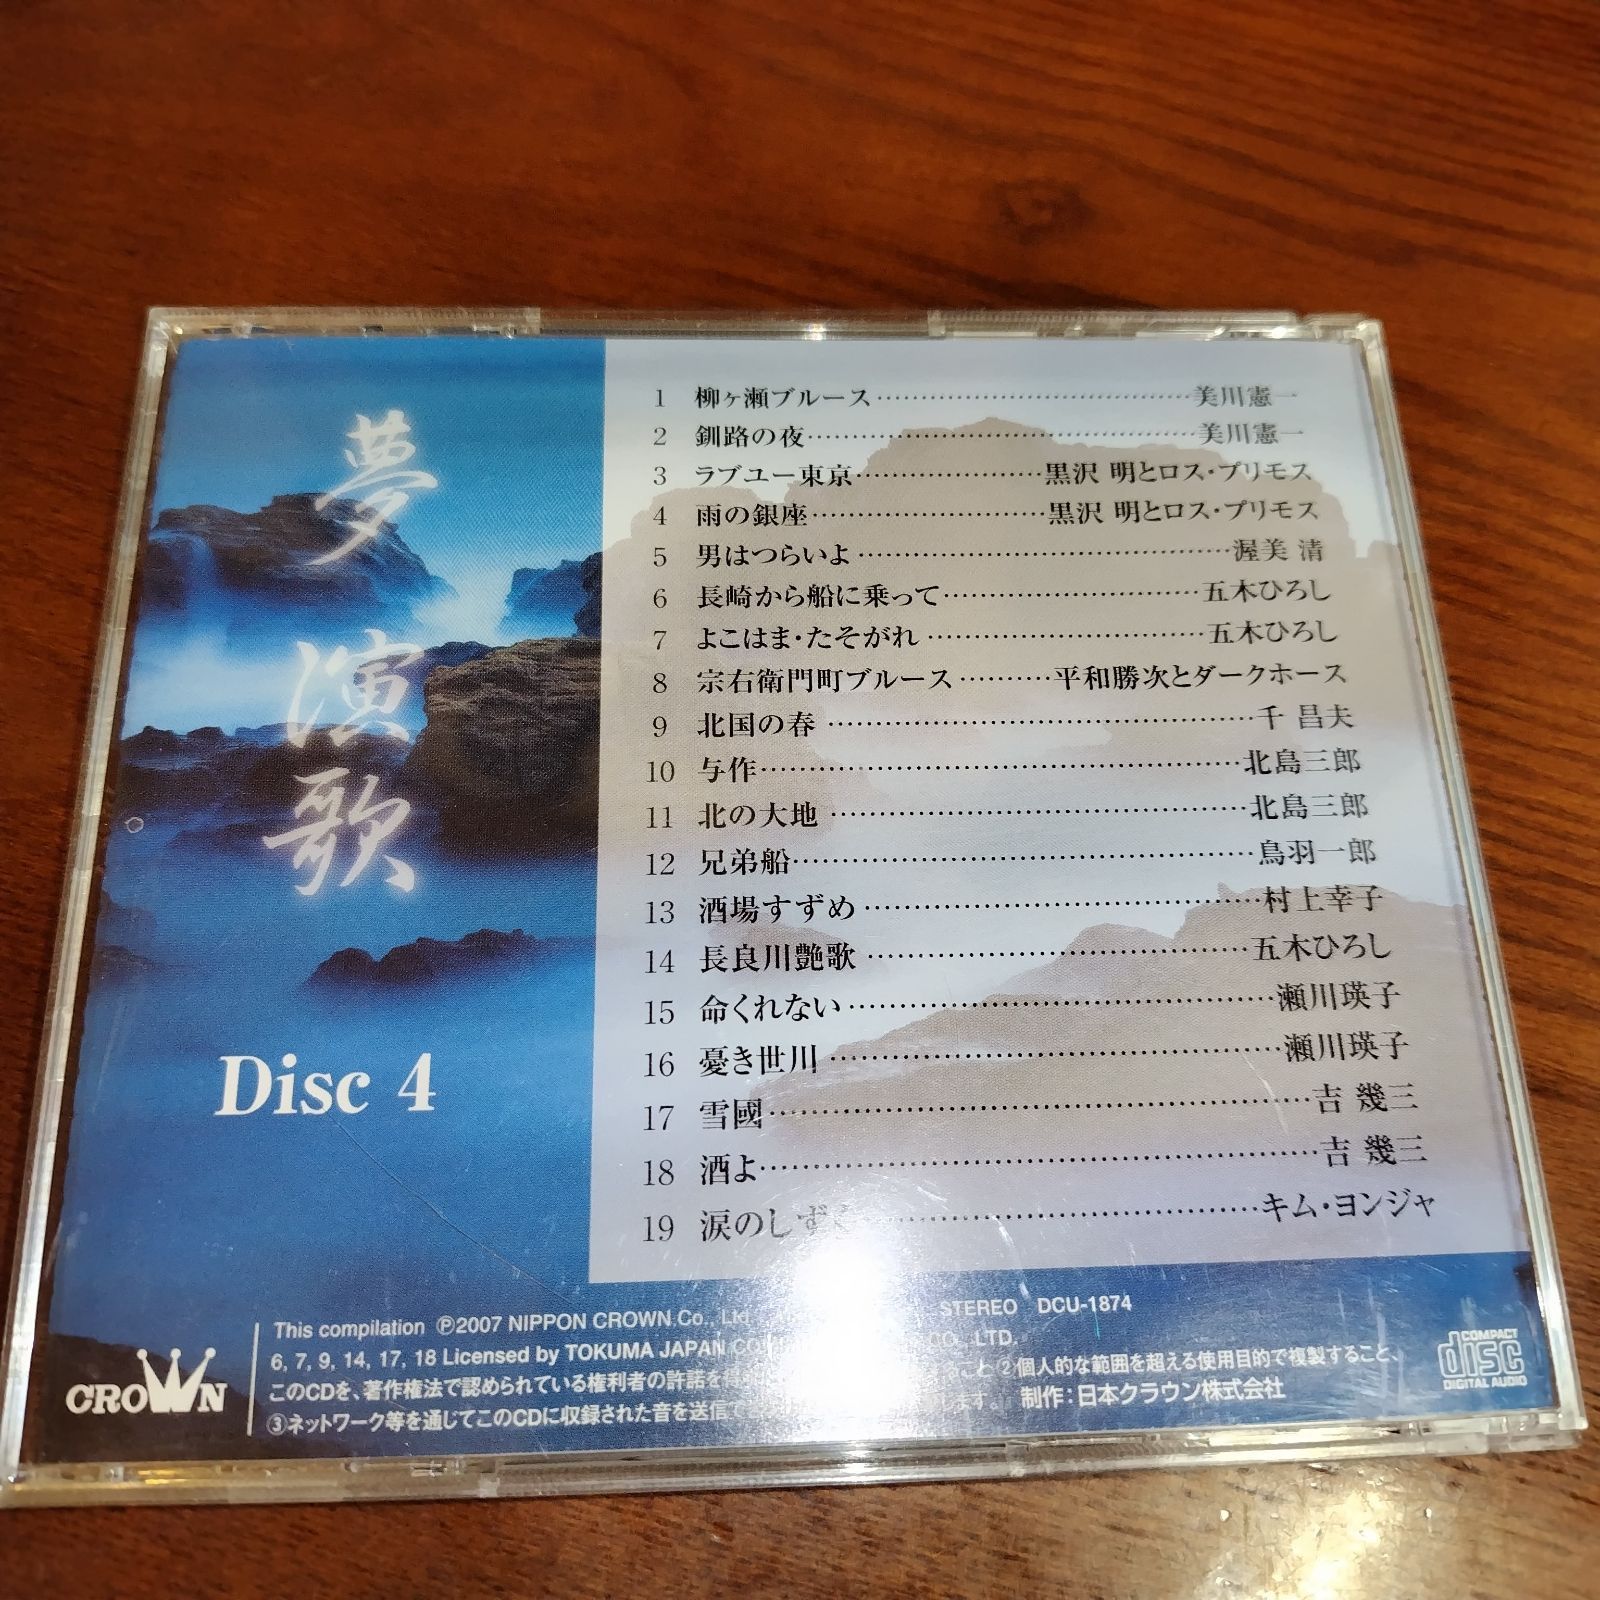 夢演歌
Disc 4
1 柳ヶ瀬ブルース 美川憲一
2 釧路の夜 美川憲一
3 ラブユー東京 黒沢 明とロス・プリモス
4 雨の銀座 黒沢 明とロス・プリモス
5 男はつらいよ 渥美 清
6 長崎から船に乗って 五木ひろし
7 よこはま・たそがれ 五木ひろし
8 宗右衛門町ブルース 平和勝次とダークホース
9 北国の春 千 昌夫
10 与作 北島三郎
11 北の大地 北島三郎
12 兄弟船 鳥羽一郎
13 酒場すずめ 村上幸子
14 長良川艶歌 五木ひろし
15 命くれない 瀬川瑛子
16 憂き世川 瀬川瑛子
17 雪國 吉 幾三
18 酒よ 吉 幾三
19 涙のしず キム・ヨンジャ
CROWN
This compilation ℗2007 NIPPON CROWN Co., Ltd STEREO DCU-1874
6, 7, 9, 14, 17, 18 Licensed by TOKUMA JAPAN CO., LTD.
このCDを、著作権法で認められている権利者の許諾を ること ②個人的な範囲を超える使用目的で複製すること、
③ネットワーク等を通じてこのCDに収録された音を送信で します。 制作：日本クラウン株式会社
COMPACT
disc
DIGITAL AUDIO